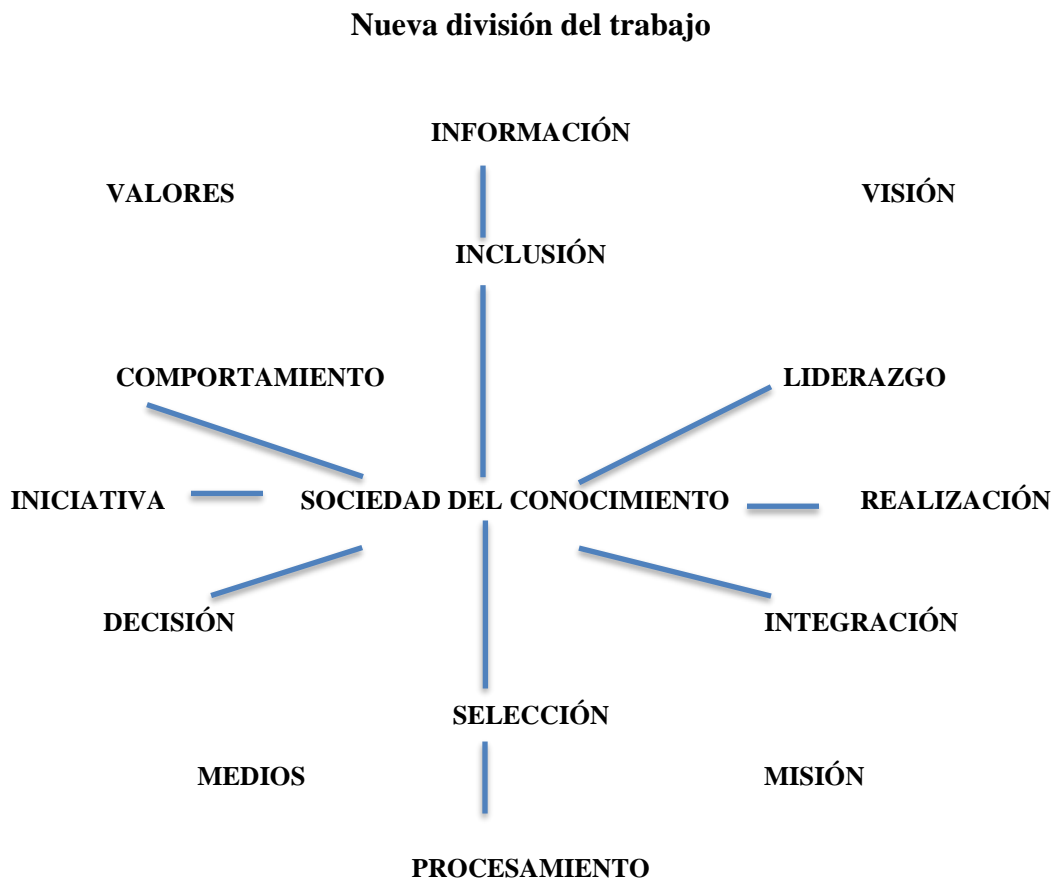 Nueva división del trabajo
INFORMACIÓN
VALORES
VISIÓN
INCLUSIÓN
COMPORTAMIENTO
LIDERAZGO
INICIATIVA
SOCIEDAD DEL CONOCIMIENTO
REALIZACIÓN
DECISIÓN
INTEGRACIÓN
SELECCIÓN
MEDIOS
MISIÓN
PROCESAMIENTO